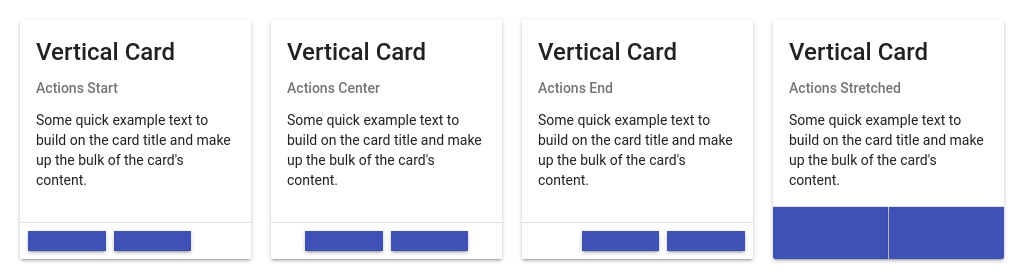 Vertical Card
Actions Start
Some quick example text to
build on the card title and make
up the bulk of the card's
content.
Vertical Card
Actions Center
Some quick example text to
build on the card title and make
up the bulk of the card's
content.
Vertical Card
Actions End
Some quick example text to
build on the card title and make
up the bulk of the card's
content.
Vertical Card
Actions Stretched
Some quick example text to
build on the card title and make
up the bulk of the card's
content.